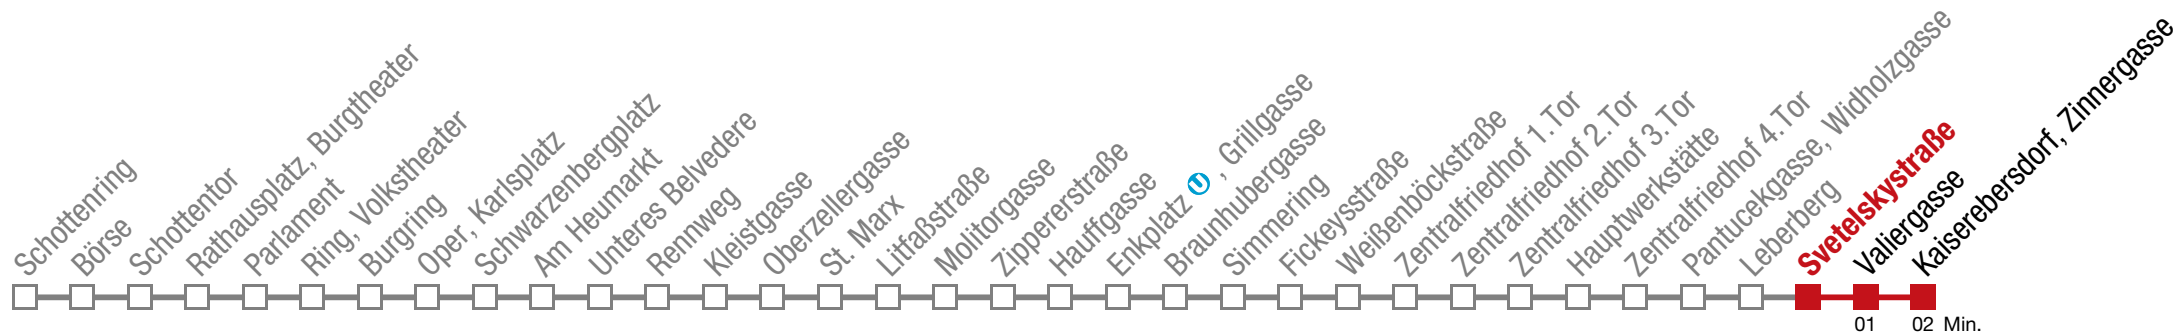 Schottenring
Börse
Schottentor
Rathausplatz, Burgtheater
Parlament
Ring, Volkstheater
Burgring
Oper, Karlsplatz
Schwarzenbergplatz
Am Heumarkt
Unteres Belvedere
Rennweg
Kleistgasse
Oberzellergasse
St. Marx
Litfaßstraße
Molitorgasse
Zippererstraße
Hauffgasse
Enkplatz U, Grillgasse
Braunhubergasse
Simmering
Fickeysstraße
Weißenböckstraße
Zentralfriedhof 1.Tor
Zentralfriedhof 2.Tor
Zentralfriedhof 3.Tor
Hauptwerkstätte
Zentralfriedhof 4.Tor
Pantucekgasse, Widholzgasse
Leberberg
Svetelskystraße
Valiergasse
Kaiserebersdorf, Zinnergasse
01 02 Min.